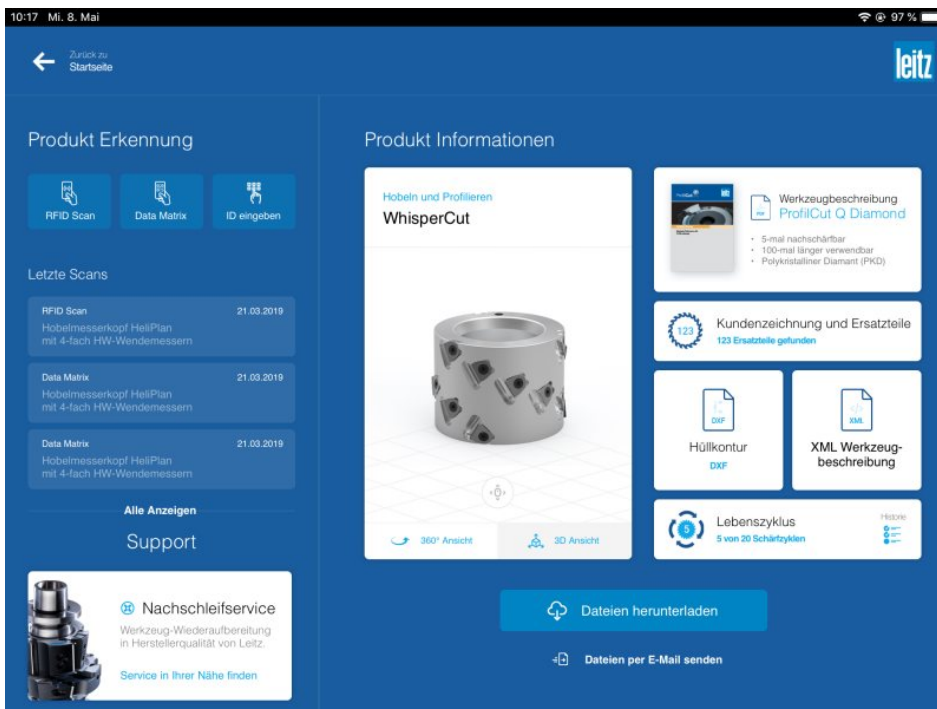 10:17 Mi. 8. Mai
97 %
Zurück zu
Startseite
leitz
Produkt Erkennung
RFID Scan
Data Matrix
ID eingeben
Letzte Scans
RFID Scan 21.03.2019
Hobelmesserkopf HeliPlan
mit 4-fach HW-Wendemessern
Data Matrix 21.03.2019
Hobelmesserkopf HeliPlan
mit 4-fach HW-Wendemessern
Data Matrix 21.03.2019
Hobelmesserkopf HeliPlan
mit 4-fach HW-Wendemessern
Alle Anzeigen
Support
Nachschleifservice
Werkzeug-Wiederaufbereitung
in Herstellerqualität von Leitz.
Service in Ihrer Nähe finden
Produkt Informationen
Hobeln und Profilieren
WhisperCut
360° Ansicht
3D Ansicht
PDF
Werkzeugbeschreibung
ProfilCut Q Diamond
• 5-mal nachschärfbar
• 100-mal länger verwendbar
• Polykristalliner Diamant (PKD)
123
Kundenzeichnung und Ersatzteile
123 Ersatzteile gefunden
DXF
Hüllkontur
DXF
XML
XML Werkzeug-
beschreibung
5
Lebenszyklus
5 von 20 Schärfzyklen
Historie
Dateien herunterladen
Dateien per E-Mail senden